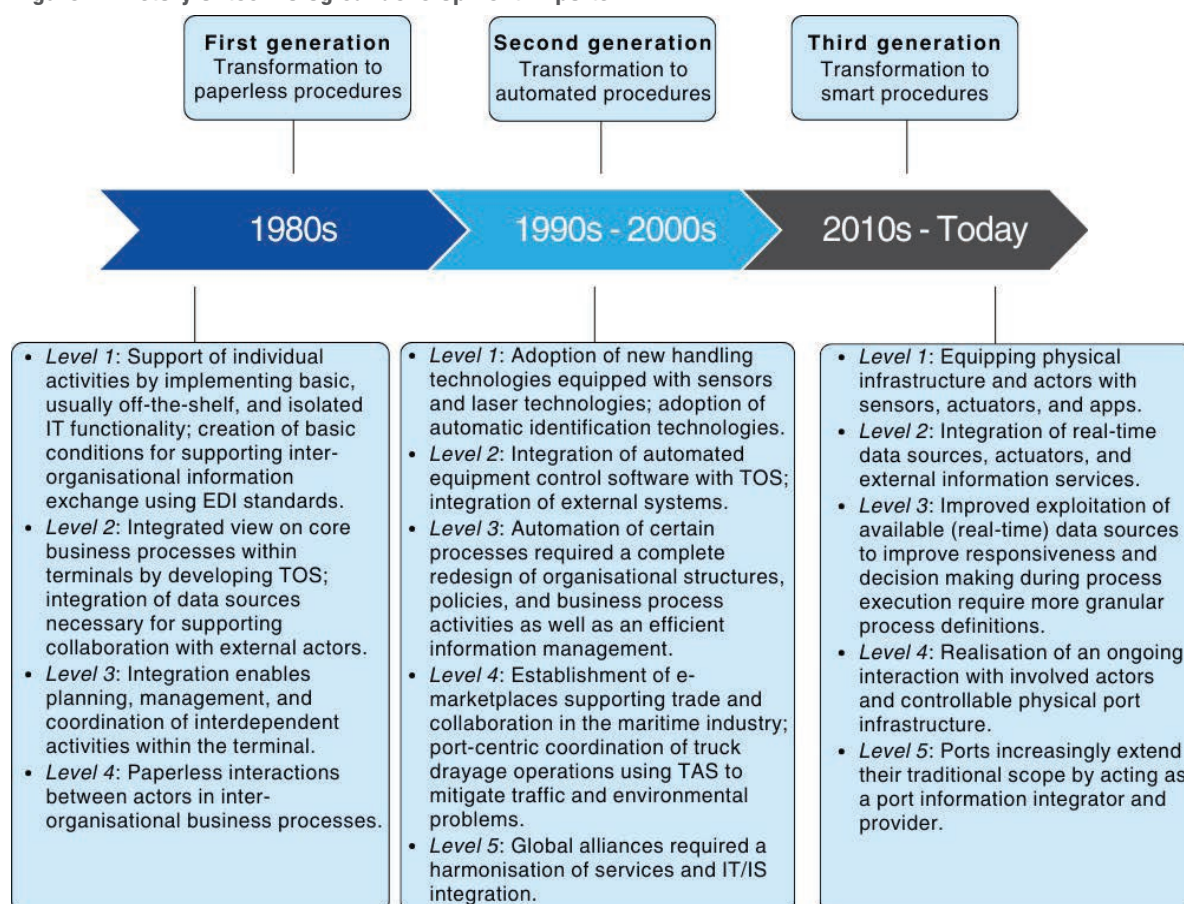 First generation
Transformation to
paperless procedures
Second generation
Transformation to
automated procedures
Third generation
Transformation to
smart procedures
1980s
1990s - 2000s
2010s - Today
• Level 1: Support of individual
activities by implementing basic,
usually off-the-shelf, and isolated
IT functionality; creation of basic
conditions for supporting inter-
organisational information
exchange using EDI standards.
• Level 2: Integrated view on core
business processes within
terminals by developing TOS;
integration of data sources
necessary for supporting
collaboration with external actors.
• Level 3: Integration enables
planning, management, and
coordination of interdependent
activities within the terminal.
• Level 4: Paperless interactions
between actors in inter-
organisational business processes.
• Level 1: Adoption of new handling
technologies equipped with sensors
and laser technologies; adoption of
automatic identification technologies.
• Level 2: Integration of automated
equipment control software with TOS;
integration of external systems.
• Level 3: Automation of certain
processes required a complete
redesign of organisational structures,
policies, and business process
activities as well as an efficient
information management.
• Level 4: Establishment of e-
marketplaces supporting trade and
collaboration in the maritime industry;
port-centric coordination of truck
drayage operations using TAS to
mitigate traffic and environmental
problems.
• Level 5: Global alliances required a
harmonisation of services and IT/IS
integration.
• Level 1: Equipping physical
infrastructure and actors with
sensors, actuators, and apps.
• Level 2: Integration of real-time
data sources, actuators, and
external information services.
• Level 3: Improved exploitation of
available (real-time) data sources
to improve responsiveness and
decision making during process
execution require more granular
process definitions.
• Level 4: Realisation of an ongoing
interaction with involved actors
and controllable physical port
infrastructure.
• Level 5: Ports increasingly extend
their traditional scope by acting as
a port information integrator and
provider.